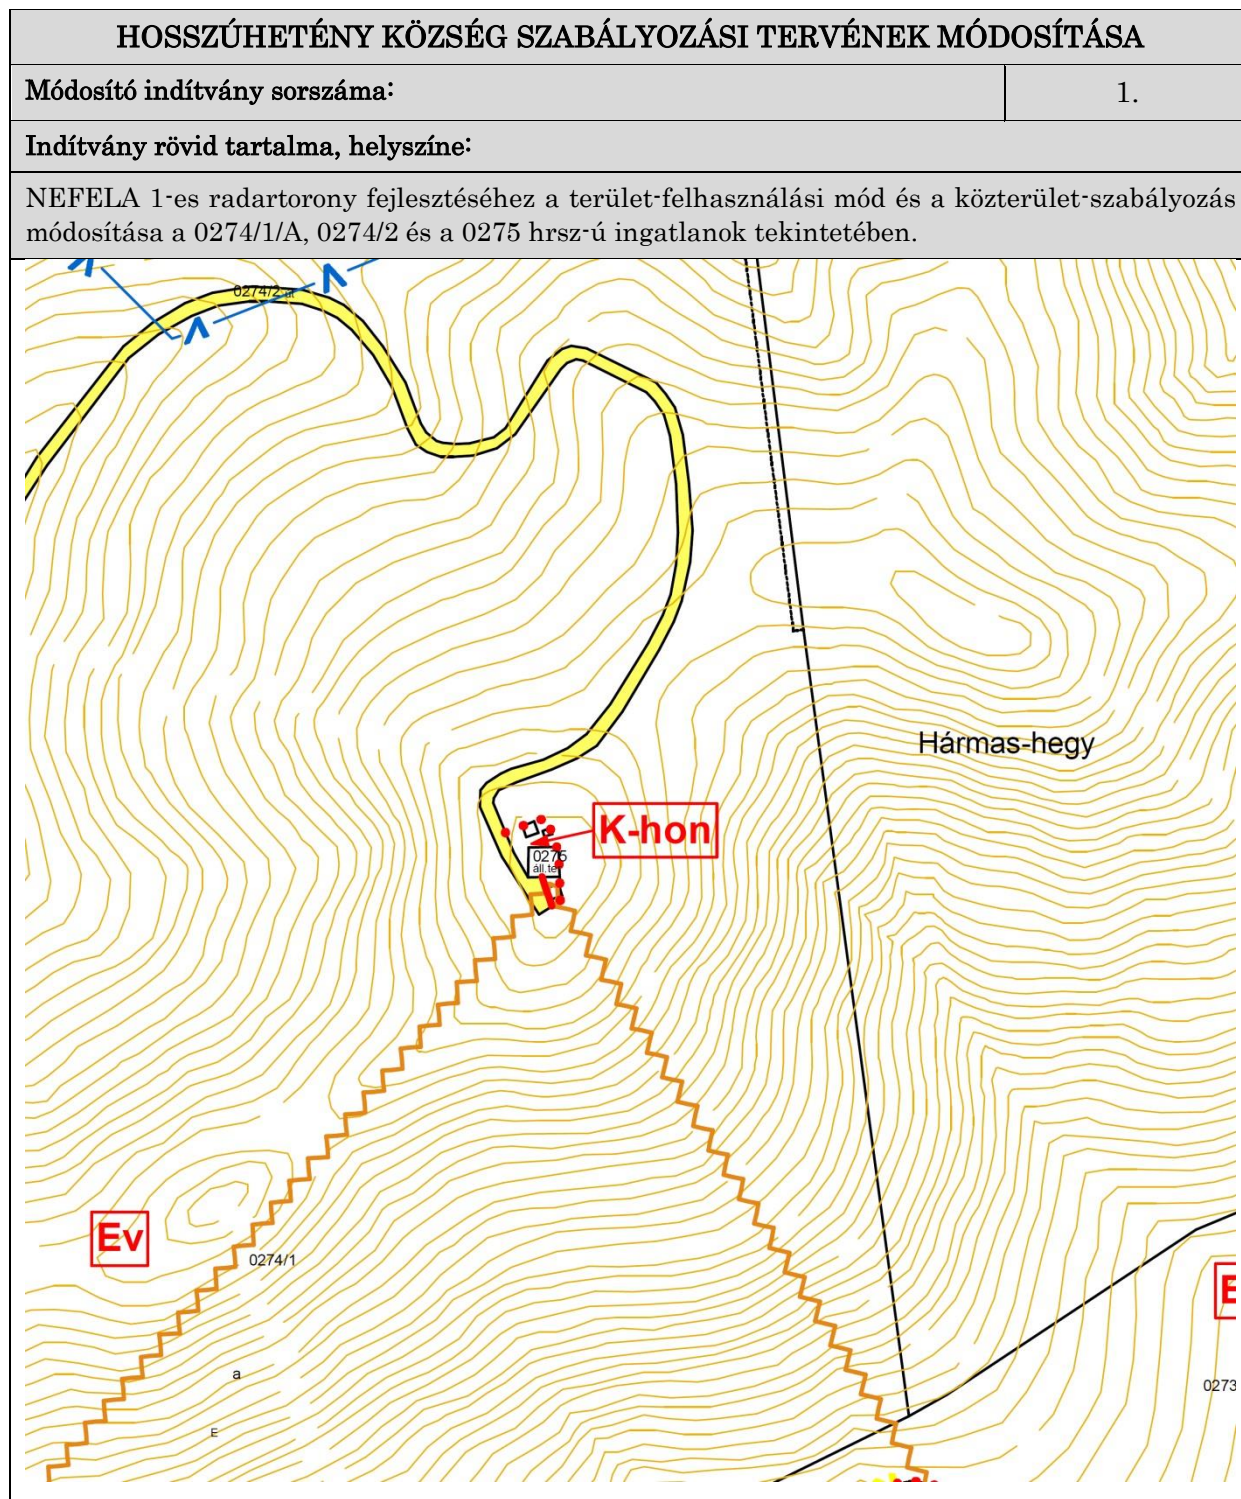 HOSSZÚHETÉNY KÖZSÉG SZABÁLYOZÁSI TERVÉNEK MÓDOSÍTÁSA
Módosító indítvány sorszáma:
1.
Indítvány rövid tartalma, helyszíne:
NEFELA 1-es radartorony fejlesztéséhez a terület-felhasználási mód és a közterület-szabályozás
módosítása a 0274/1/A, 0274/2 és a 0275 hrsz-ú ingatlanok tekintetében.
0274/2 út
Hármas-hegy
K-hon
0275
áll.te
Ev
0274/1
E
0273
a
E